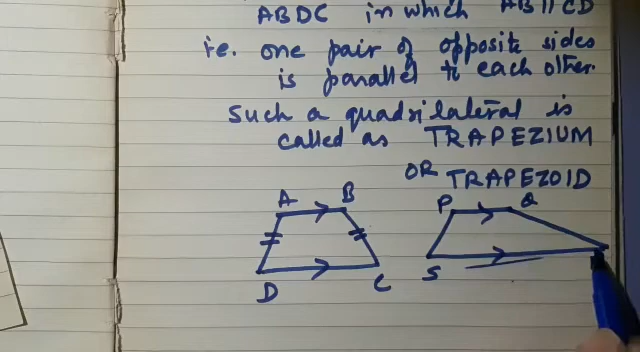 ABDC in which AB || CD
i.e. one pair of opposite sides
is parallel to each other.
Such a quadrilateral is
called as TRAPEZIUM
OR TRAPEZOID
A B P Q
D C S